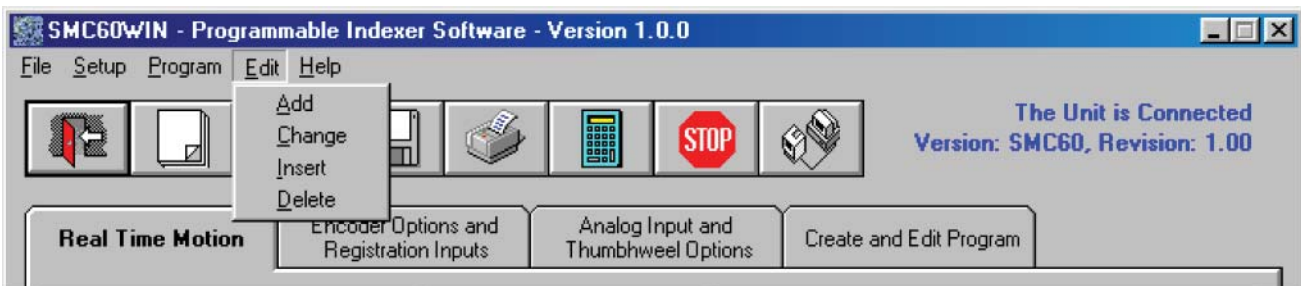 SMC60WIN - Programmable Indexer Software - Version 1.0.0
File Setup Program Edit Help
Add
Change
Insert
Delete
STOP
The Unit is Connected
Version: SMC60, Revision: 1.00
Real Time Motion
Encoder Options and
Registration Inputs
Analog Input and
Thumbhweel Options
Create and Edit Program